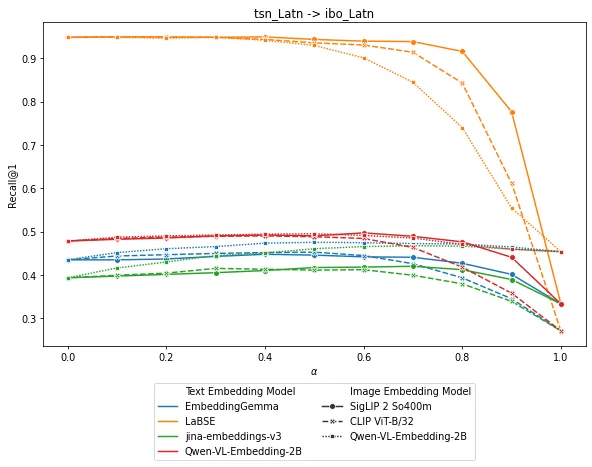 tsn_Latn -> ibo_Latn
Recall@1
0.9
0.8
0.7
0.6
0.5
0.4
0.3
0.0 0.2 0.4 0.6 0.8 1.0
α
Text Embedding Model Image Embedding Model
EmbeddingGemma SigLIP 2 So400m
LaBSE CLIP ViT-B/32
jina-embeddings-v3 Qwen-VL-Embedding-2B
Qwen-VL-Embedding-2B